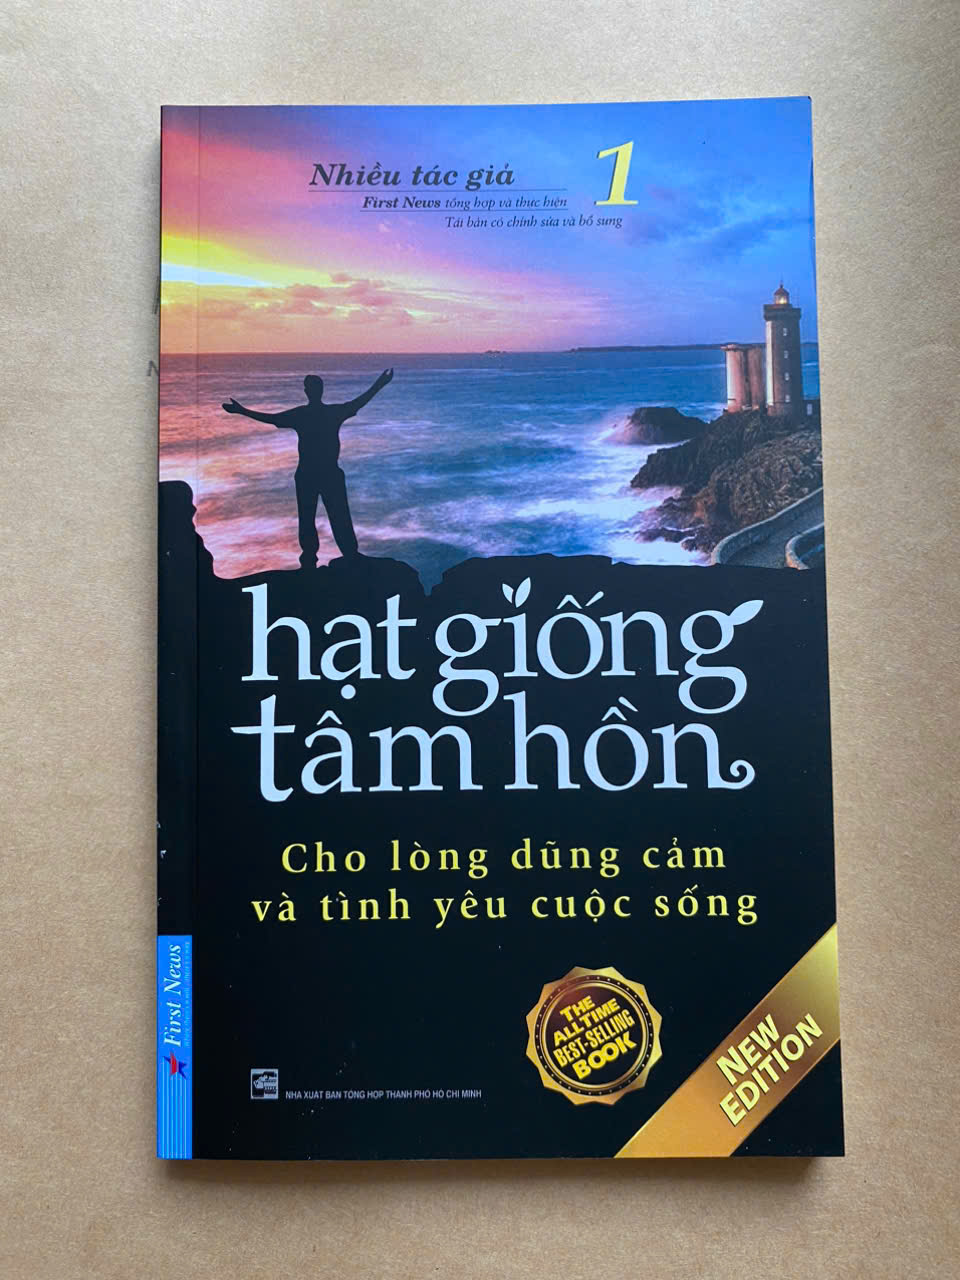 Nhiều tác giả
1
First News tổng hợp và thực hiện
Tái bản có chỉnh sửa và bổ sung
hạt giống
tâm hồn
Cho lòng dũng cảm
và tình yêu cuộc sống
THE
ALL TIME
BEST-SELLING
BOOK
NEW
EDITION
First News
NHÀ XUẤT BẢN TỔNG HỢP THÀNH PHỐ HỒ CHÍ MINH